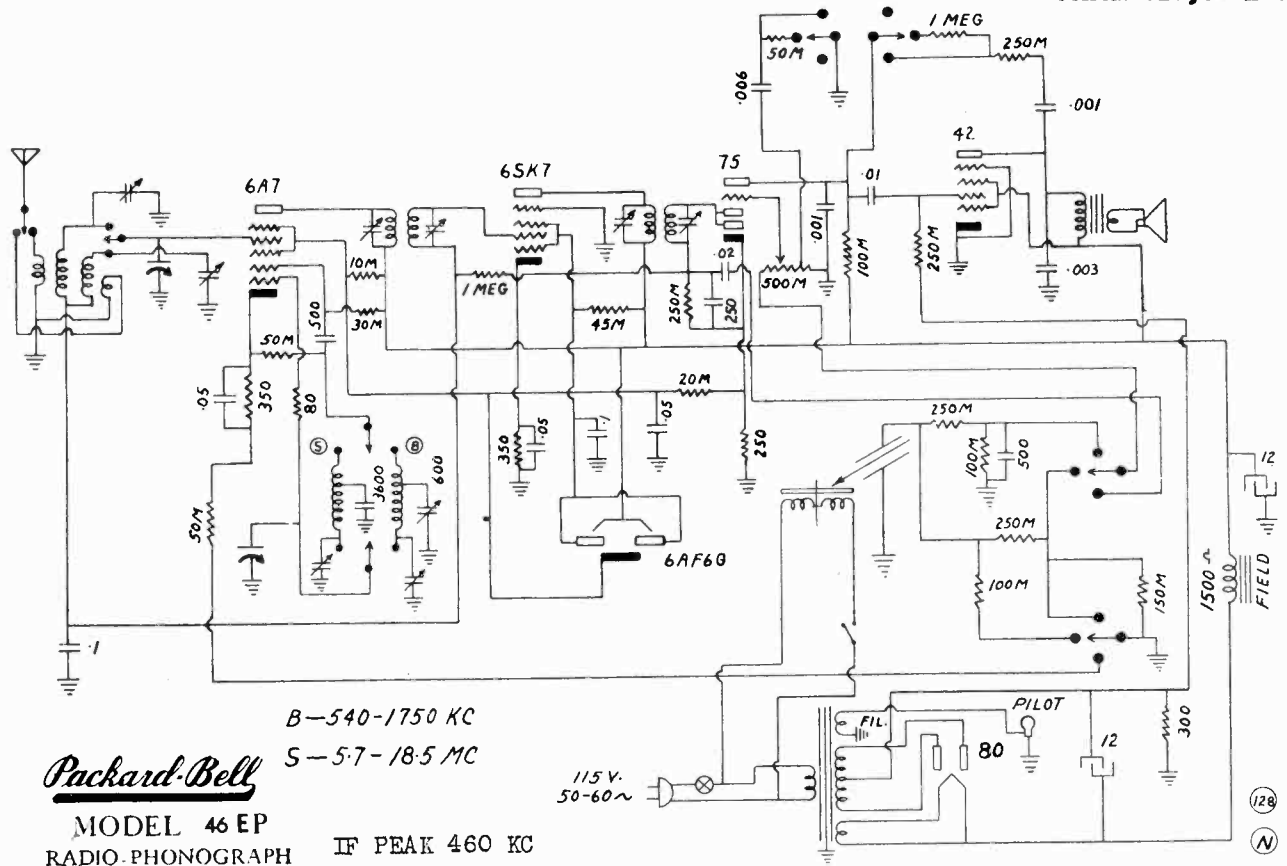 1 MEG
250M
50M
.006
.001
42
75
6SK7
6A7
.01
.001
.02
10M
1 MEG
500M
100M
250M
.003
500
30M
45M
250M
250
50M
.05
350
80
20M
.05
250M
S
B
350
.05
.1
250
100M
500
12
3600
600
50M
250M
6AF6G
100M
150M
1500 Ω
FIELD
.1
B—540-1750 KC
S—5.7-18.5 MC
FIL.
PILOT
80
12
300
115 V.
50-60~
Packard-Bell
MODEL 46 EP
RADIO-PHONOGRAPH
IF PEAK 460 KC
128
N